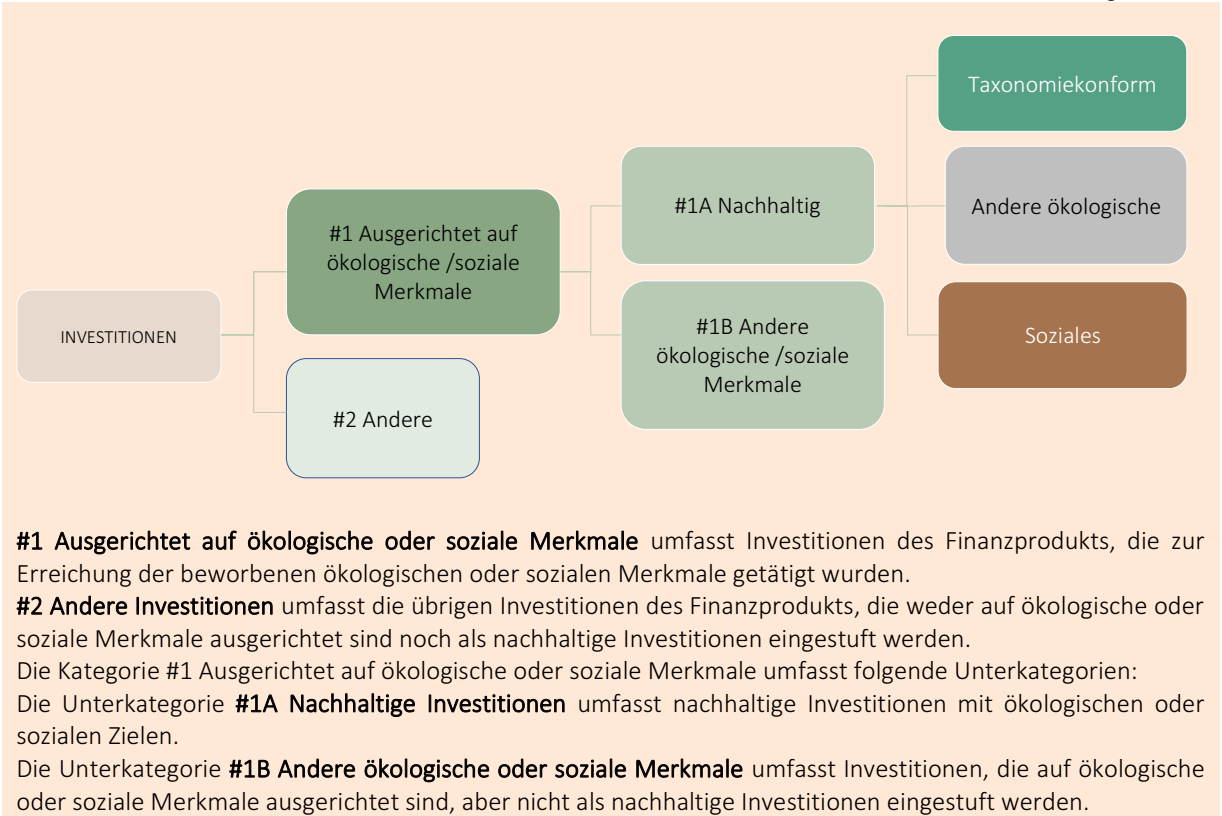 Taxonomiekonform
#1A Nachhaltig
Andere ökologische
#1 Ausgerichtet auf
ökologische /soziale
Merkmale
INVESTITIONEN
#1B Andere
ökologische /soziale
Merkmale
Soziales
#2 Andere
#1 Ausgerichtet auf ökologische oder soziale Merkmale umfasst Investitionen des Finanzprodukts, die zur
Erreichung der beworbenen ökologischen oder sozialen Merkmale getätigt wurden.
#2 Andere Investitionen umfasst die übrigen Investitionen des Finanzprodukts, die weder auf ökologische oder
soziale Merkmale ausgerichtet sind noch als nachhaltige Investitionen eingestuft werden.
Die Kategorie #1 Ausgerichtet auf ökologische oder soziale Merkmale umfasst folgende Unterkategorien:
Die Unterkategorie #1A Nachhaltige Investitionen umfasst nachhaltige Investitionen mit ökologischen oder
sozialen Zielen.
Die Unterkategorie #1B Andere ökologische oder soziale Merkmale umfasst Investitionen, die auf ökologische
oder soziale Merkmale ausgerichtet sind, aber nicht als nachhaltige Investitionen eingestuft werden.